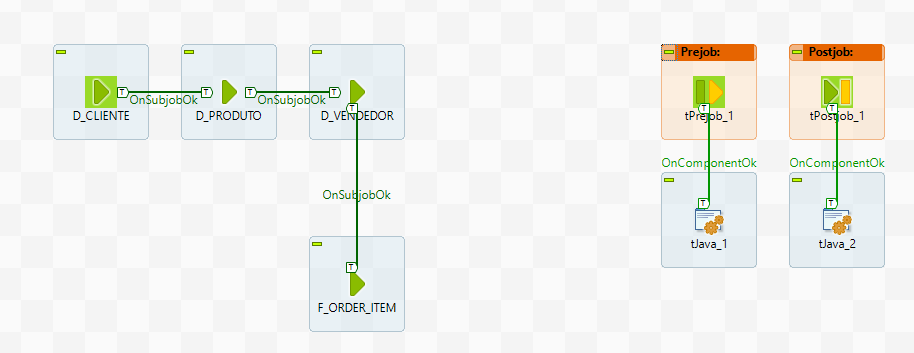 Prejob:
Postjob:
OnSubjobOk
OnSubjobOk
D_CLIENTE
D_PRODUTO
D_VENDEDOR
tPrejob_1
tPostjob_1
OnComponentOk
OnComponentOk
OnSubjobOk
tJava_1
tJava_2
F_ORDER_ITEM